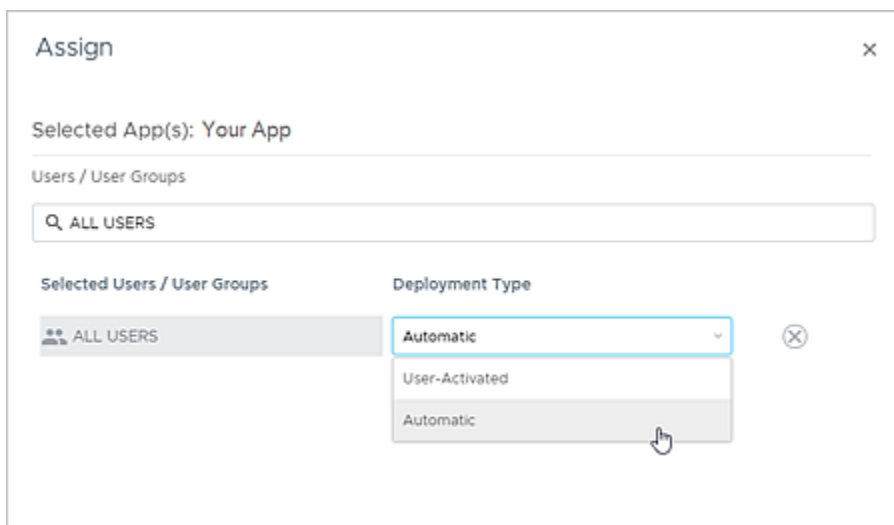 Assign
Selected App(s): Your App
Users / User Groups
ALL USERS
Selected Users / User Groups Deployment Type
ALL USERS Automatic
User-Activated
Automatic